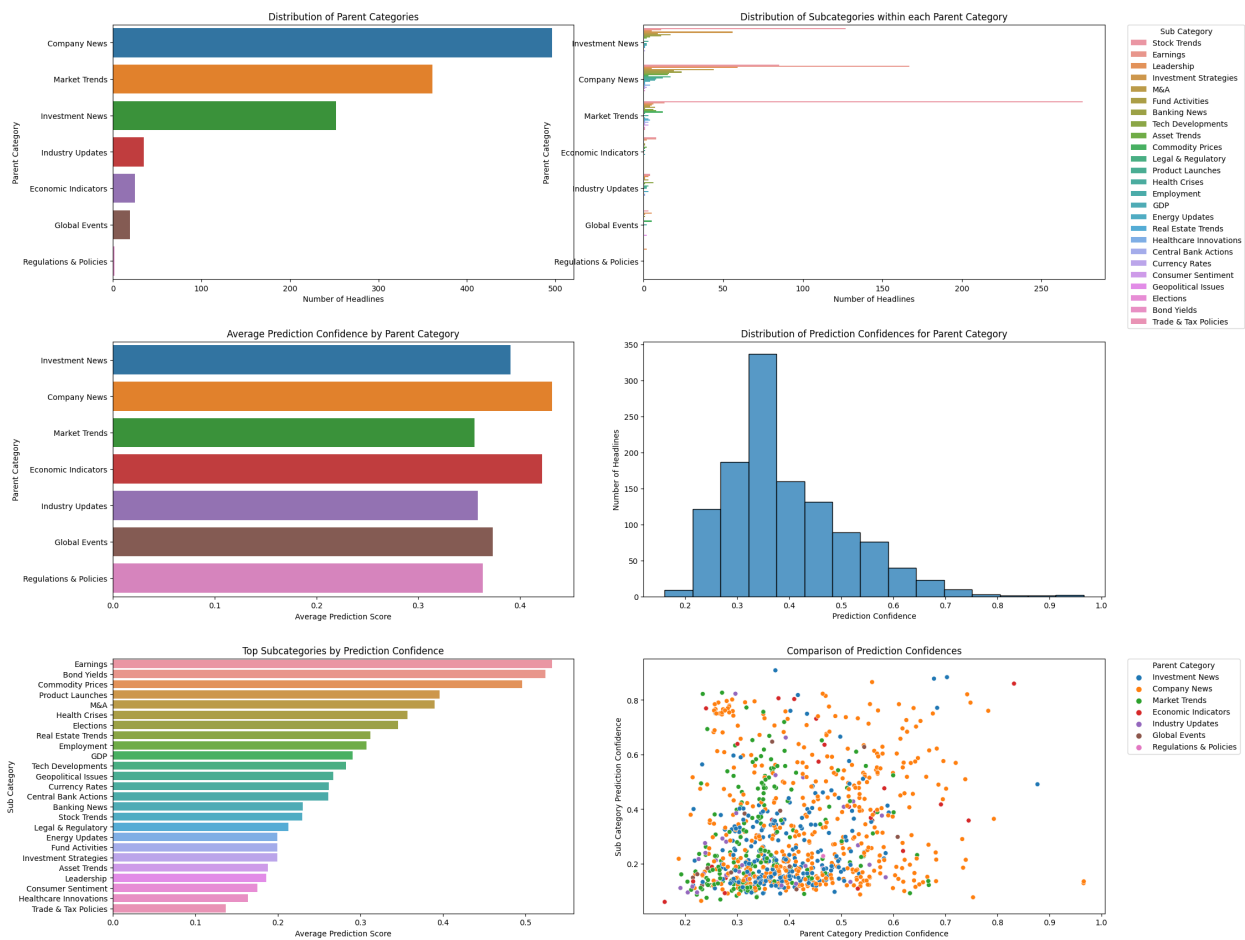 Distribution of Parent Categories
Parent Category
Company News
Market Trends
Investment News
Industry Updates
Economic Indicators
Global Events
Regulations & Policies
0 100 200 300 400 500
Number of Headlines
Distribution of Subcategories within each Parent Category
Parent Category
Investment News
Company News
Market Trends
Economic Indicators
Industry Updates
Global Events
Regulations & Policies
0 50 100 150 200 250
Number of Headlines
Sub Category
Stock Trends
Earnings
Leadership
Investment Strategies
M&A
Fund Activities
Banking News
Tech Developments
Asset Trends
Commodity Prices
Legal & Regulatory
Product Launches
Health Crises
Employment
GDP
Energy Updates
Real Estate Trends
Healthcare Innovations
Central Bank Actions
Currency Rates
Consumer Sentiment
Geopolitical Issues
Elections
Bond Yields
Trade & Tax Policies
Average Prediction Confidence by Parent Category
Parent Category
Investment News
Company News
Market Trends
Economic Indicators
Industry Updates
Global Events
Regulations & Policies
0.0 0.1 0.2 0.3 0.4
Average Prediction Score
Distribution of Prediction Confidences for Parent Category
Number of Headlines
350
300
250
200
150
100
50
0
0.2 0.3 0.4 0.5 0.6 0.7 0.8 0.9 1.0
Prediction Confidence
Top Subcategories by Prediction Confidence
Sub Category
Earnings
Bond Yields
Commodity Prices
Product Launches
M&A
Health Crises
Elections
Real Estate Trends
Employment
GDP
Tech Developments
Geopolitical Issues
Currency Rates
Central Bank Actions
Banking News
Stock Trends
Legal & Regulatory
Energy Updates
Fund Activities
Investment Strategies
Asset Trends
Leadership
Consumer Sentiment
Healthcare Innovations
Trade & Tax Policies
0.0 0.1 0.2 0.3 0.4 0.5
Average Prediction Score
Comparison of Prediction Confidences
Sub Category Prediction Confidence
0.8
0.6
0.4
0.2
0.2 0.3 0.4 0.5 0.6 0.7 0.8 0.9 1.0
Parent Category Prediction Confidence
Parent Category
Investment News
Company News
Market Trends
Economic Indicators
Industry Updates
Global Events
Regulations & Policies